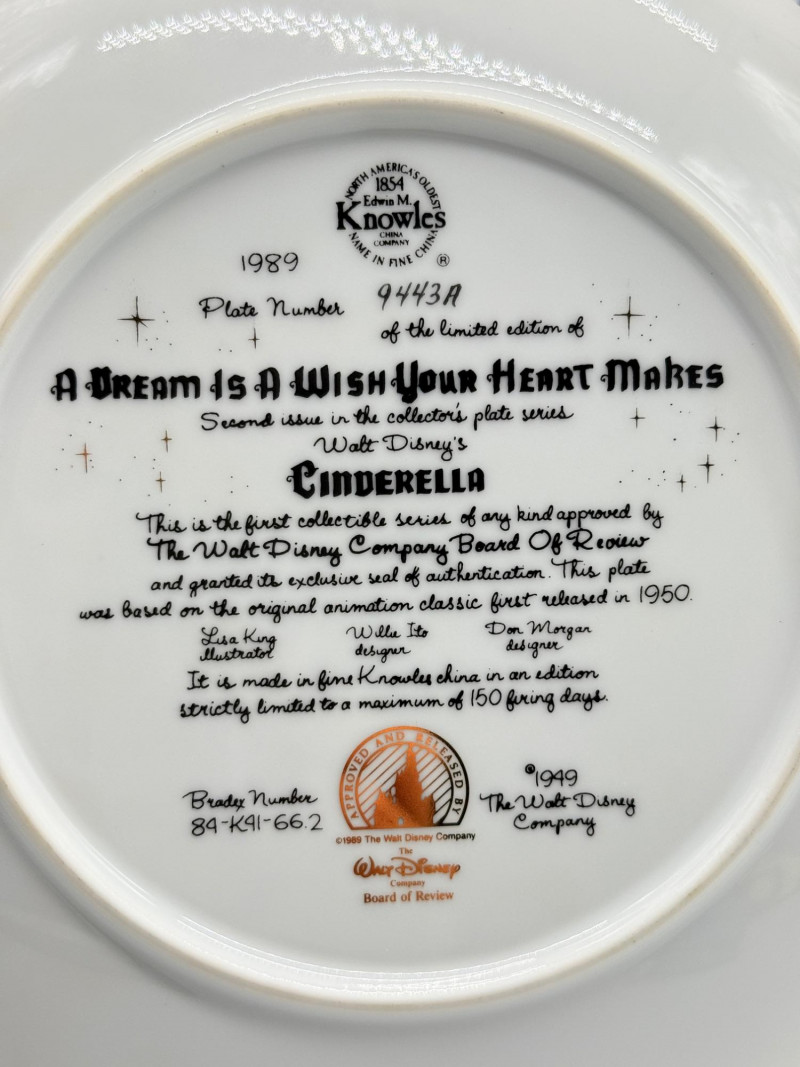 NORTH AMERICA'S OLDEST
1854
Edwin M.
Knowles
CHINA
COMPANY
NAME IN FINE CHINA
®
1989
Plate Number 9443A
of the limited edition of
A DREAM IS A WISH YOUR HEART MAKES
Second issue in the collector's plate series
Walt Disney's
CINDERELLA
This is the first collectible series of any kind approved by
The Walt Disney Company Board Of Review
and granted its exclusive seal of authentication. This plate
was based on the original animation classic first released in 1950.
Lisa King Willie Ito Don Morgan
illustrator designer designer
It is made in fine Knowles china in an edition
strictly limited to a maximum of 150 firing days.
APPROVED AND RELEASED BY
Bradex Number
84-K41-66.2
©1949
The Walt Disney
Company
©1989 The Walt Disney Company
The
WALT DISNEY
Company
Board of Review